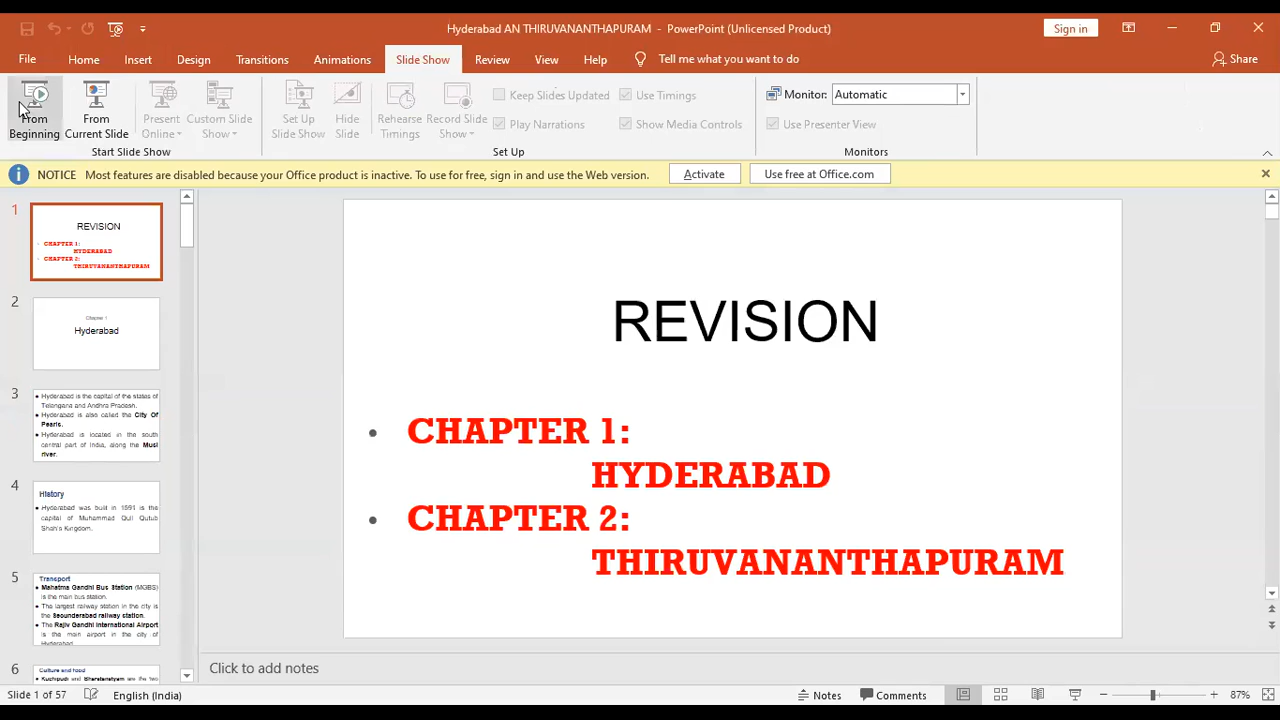 Hyderabad AN THIRUVANANTHAPURAM - PowerPoint (Unlicensed Product)
Sign in
File Home Insert Design Transitions Animations Slide Show Review View Help Tell me what you want to do Share
From Beginning
From Current Slide
Present Online
Custom Slide Show
Start Slide Show
Set Up Slide Show
Hide Slide
Rehearse Timings
Record Slide Show
Keep Slides Updated
Play Narrations
Use Timings
Show Media Controls
Set Up
Monitor: Automatic
Use Presenter View
Monitors
NOTICE Most features are disabled because your Office product is inactive. To use for free, sign in and use the Web version. Activate Use free at Office.com
1
REVISION
CHAPTER 1:
HYDERABAD
CHAPTER 2:
THIRUVANANTHAPURAM
2
Chapter 1
Hyderabad
3
• Hyderabad is the capital of the states of
Telangana and Andhra Pradesh.
• Hyderabad is also called the City Of
Pearls.
• Hyderabad is located in the south
central part of India, along the Musi
river.
4
History
• Hyderabad was built in 1591 is the
capital of Muhammad Quli Qutub
Shah's Kingdom.
5
Transport
• Mahatma Gandhi Bus Station (MGBS)
is the main bus station.
• The largest railway station in the city is
the Secunderabad railway station.
• The Rajiv Gandhi International Airport
is the main airport in the city of
Hyderabad.
6
Culture and food
• Kuchipudi and Bharatanatyam are the two
REVISION
• CHAPTER 1:
HYDERABAD
• CHAPTER 2:
THIRUVANANTHAPURAM
Click to add notes
Slide 1 of 57 English (India) Notes Comments 87%